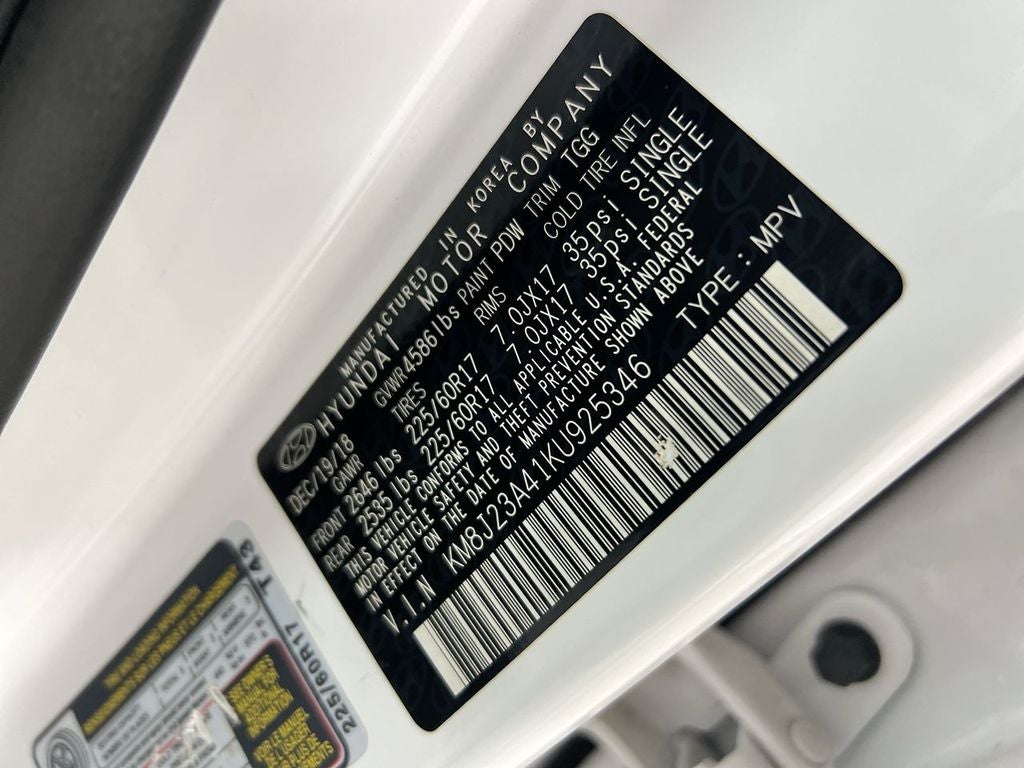 MANUFACTURED IN KOREA BY
HYUNDAI MOTOR COMPANY
DEC/19/18 GVWR 4586lbs PAINT PDW TRIM TGG
GAWR TIRES RIMS COLD TIRE INFL
FRONT 2646 lbs 225/60R17 7.0JX17 35psi SINGLE
REAR 2535 lbs 225/60R17 7.0JX17 35psi SINGLE
THIS VEHICLE CONFORMS TO ALL APPLICABLE U.S.A. FEDERAL
MOTOR VEHICLE SAFETY AND THEFT PREVENTION STANDARDS
IN EFFECT ON THE DATE OF MANUFACTURE SHOWN ABOVE
V.I.N KM8J23A41KU925346 TYPE : MPV
T43
225/60R17